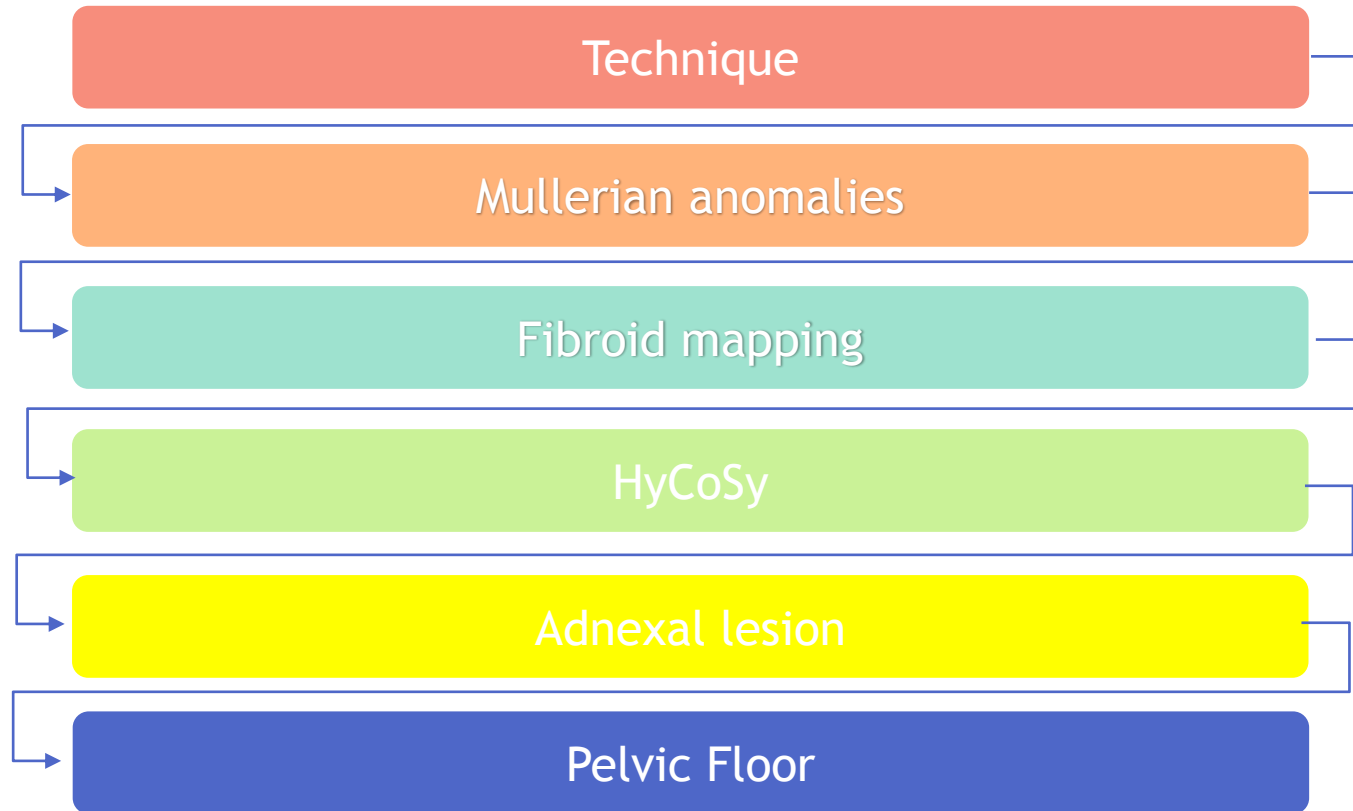 Technique
Mullerian anomalies
Fibroid mapping
HyCoSy
Adnexal lesion
Pelvic Floor